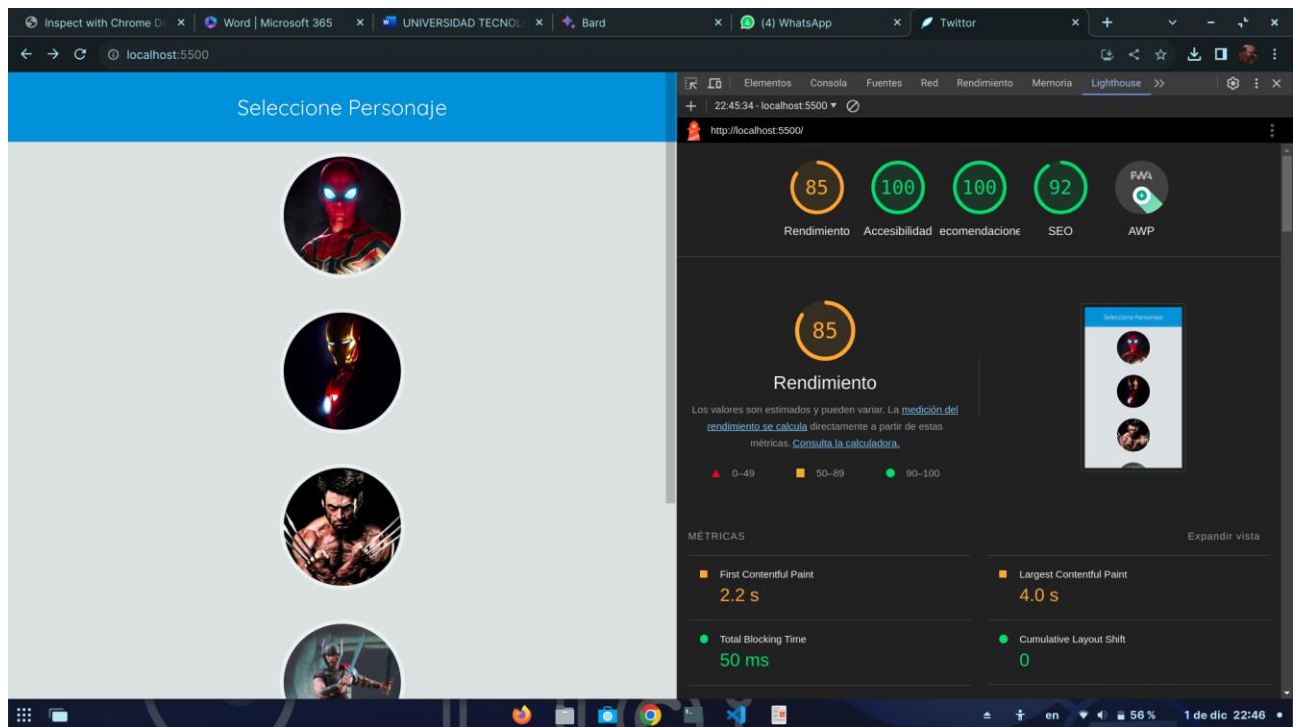 Inspect with Chrome D
Word | Microsoft 365
UNIVERSIDAD TECNOL
Bard
(4) WhatsApp
Twittor
localhost:5500
Seleccione Personaje
Elementos Consola Fuentes Red Rendimiento Memoria Lighthouse
22:45:34 - localhost:5500
http://localhost:5500/
85 100 100 92 PWA
Rendimiento Accesibilidad ecomendacione SEO AWP
85
Rendimiento
Los valores son estimados y pueden variar. La medición del
rendimiento se calcula directamente a partir de estas
métricas. Consulta la calculadora.
0–49 50–89 90–100
Seleccione Personaje
MÉTRICAS Expandir vista
First Contentful Paint
2.2 s
Largest Contentful Paint
4.0 s
Total Blocking Time
50 ms
Cumulative Layout Shift
0
en 56 % 1 de dic 22:46